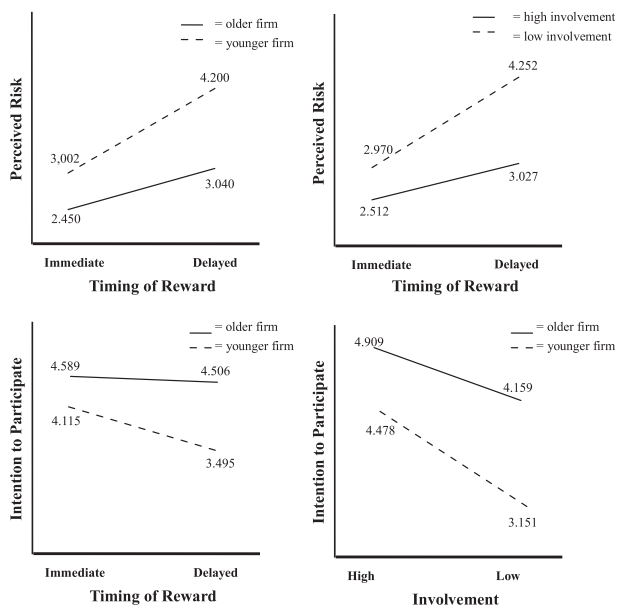 = older firm
= younger firm
4.200
3,002
3.040
2.450
Perceived Risk
Immediate Delayed
Timing of Reward
= high involvement
= low involvement
4.252
2.970
3.027
2.512
Perceived Risk
Immediate Delayed
Timing of Reward
= older firm
= younger firm
4.589
4.506
4.115
3.495
Intention to Participate
Immediate Delayed
Timing of Reward
= older firm
= younger firm
4.909
4.159
4.478
3.151
Intention to Participate
High Low
Involvement